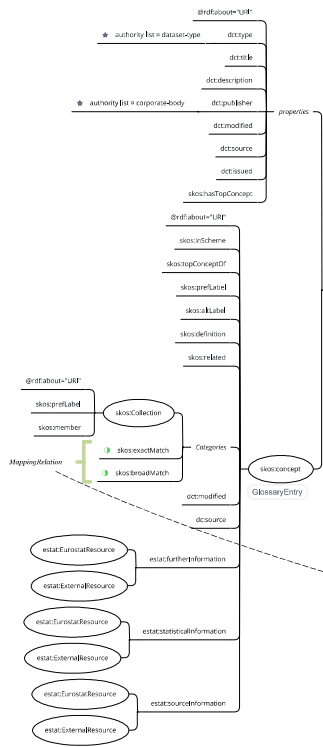 @rdf:about="URI"
authority list = dataset-type dct:type
dct:title
dct:description
authority list = corporate-body dct:publisher
properties
dct:modified
dct:source
dct:issued
skos:hasTopConcept
@rdf:about="URI"
skos:inScheme
skos:topConceptOf
skos:prefLabel
skos:altLabel
skos:definition
skos:related
@rdf:about="URI"
skos:prefLabel
skos:Collection
skos:member
Categories
skos:exactMatch
MappingRelation
skos:broadMatch
skos:concept
GlossaryEntry
dct:modified
dc:source
estat:EurostatResource
estat:furtherInformation
estat:ExternalResource
estat:EurostatResource
estat:statisticalInformation
estat:ExternalResource
estat:EurostatResource
estat:sourceInformation
estat:ExternalResource